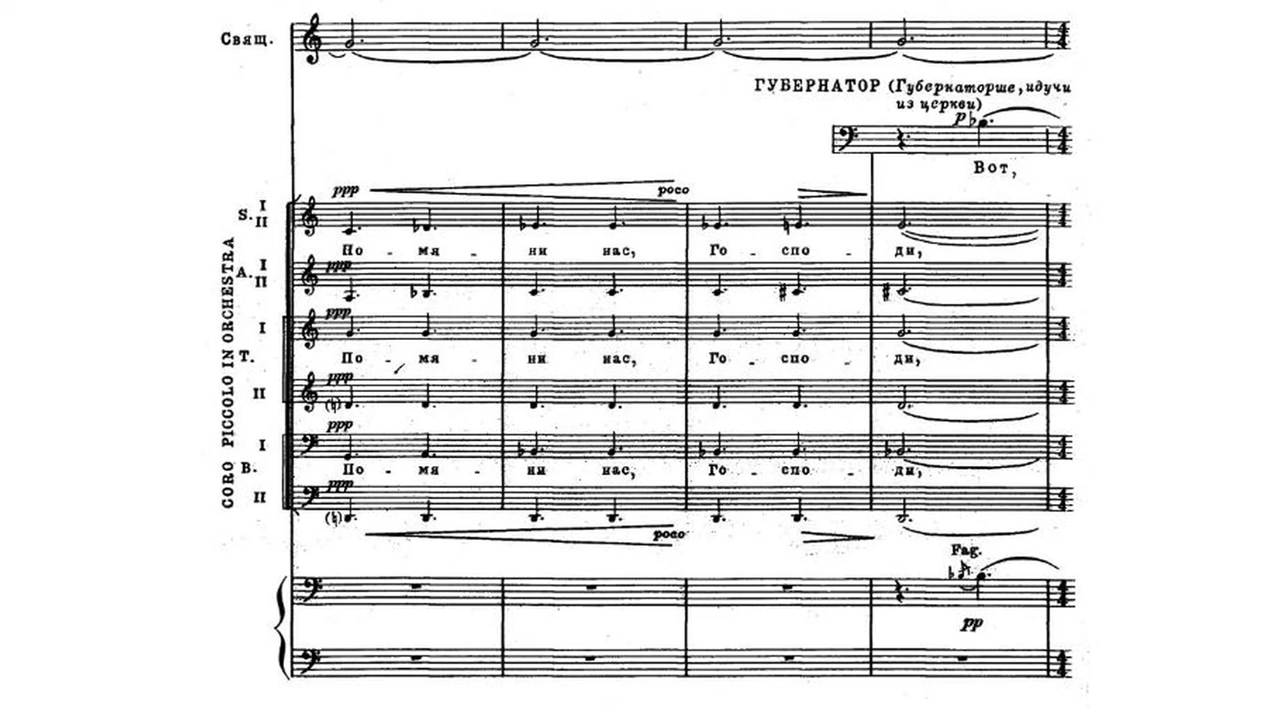 Свящ.
ГУБЕРНАТОР (Губернаторше, идучи
из церкви)
p
Вот,
ppp poco
CORO PICCOLO IN ORCHESTRA
S. I
II
По - мя - ни нас, Го - спо - ди,
ppp
A. I
II
ppp
T. I
По - мя - ни нас, Го - спо - ди,
ppp
II
ppp
B. I
По - мя - ни нас, Го - спо - ди,
ppp
II
poco
Fag.
pp